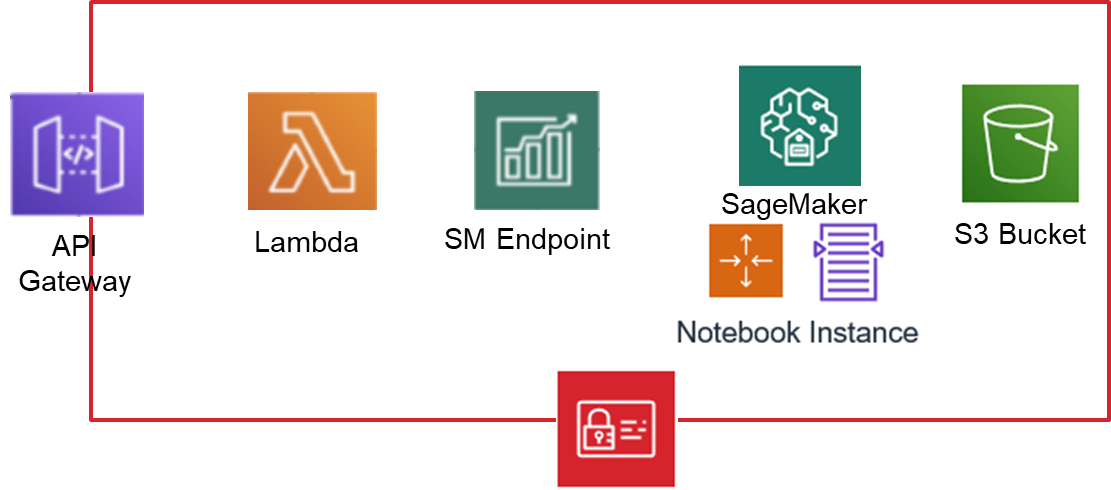 API
Gateway
Lambda
SM Endpoint
SageMaker
Notebook Instance
S3 Bucket